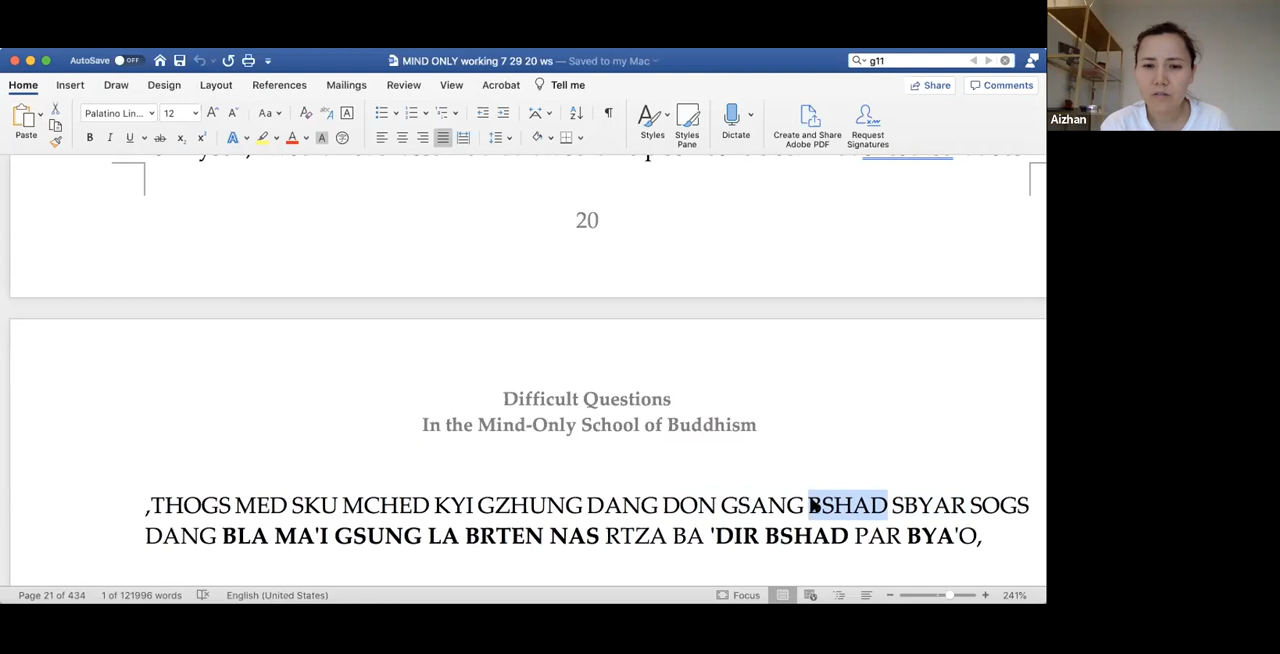 AutoSave OFF
MIND ONLY working 7 29 20 ws — Saved to my Mac
g11
Home Insert Draw Design Layout References Mailings Review View Acrobat Tell me
Share Comments
Paste
Palatino Lin... 12
Aa
B I U ab x₂ x²
Styles
Styles Pane
Dictate
Create and Share Adobe PDF
Request Signatures
Aizhan
20
Difficult Questions
In the Mind-Only School of Buddhism
,THOGS MED SKU MCHED KYI GZHUNG DANG DON GSANG BSHAD SBYAR SOGS
DANG BLA MA'I GSUNG LA BRTEN NAS RTZA BA 'DIR BSHAD PAR BYA'O,
Page 21 of 434 1 of 121996 words English (United States) Focus 241%